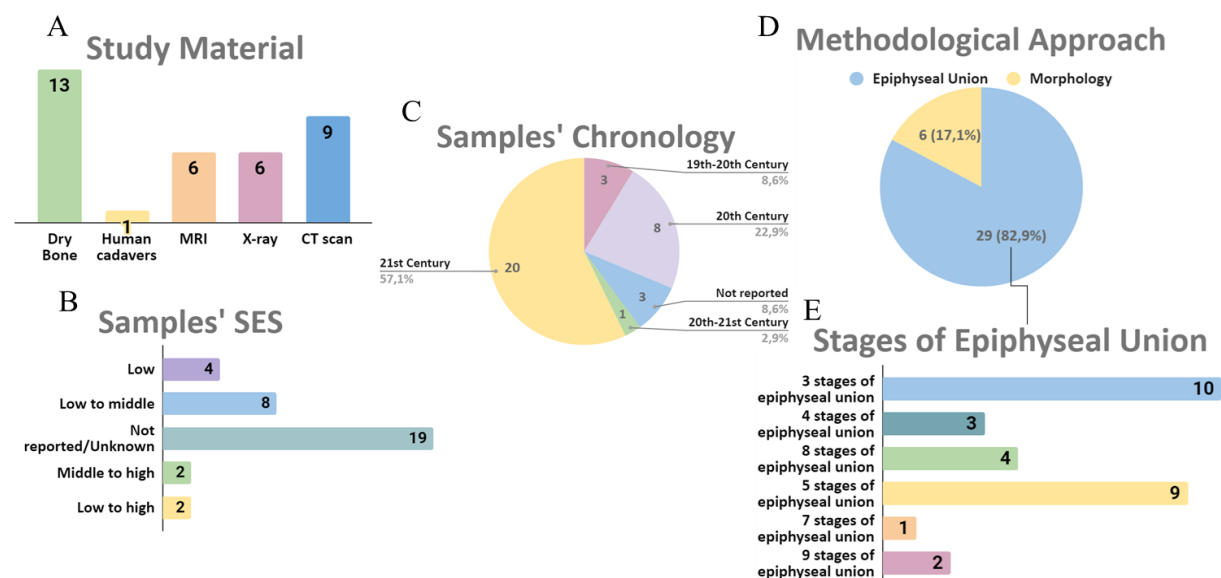 A
Study Material
13
1
6
6
9
Dry
Bone
Human
cadavers
MRI
X-ray
CT scan
B
Samples' SES
Low
4
Low to middle
8
Not
reported/Unknown
19
Middle to high
2
Low to high
2
C
Samples' Chronology
19th-20th Century
8,6%
3
20th Century
22,9%
8
Not reported
8,6%
3
20th-21st Century
2,9%
1
21st Century
57,1%
20
D
Methodological Approach
Epiphyseal Union
Morphology
6 (17,1%)
29 (82,9%)
E
Stages of Epiphyseal Union
3 stages of
epiphyseal union
10
4 stages of
epiphyseal union
3
8 stages of
epiphyseal union
4
5 stages of
epiphyseal union
9
7 stages of
epiphyseal union
1
9 stages of
epiphyseal union
2